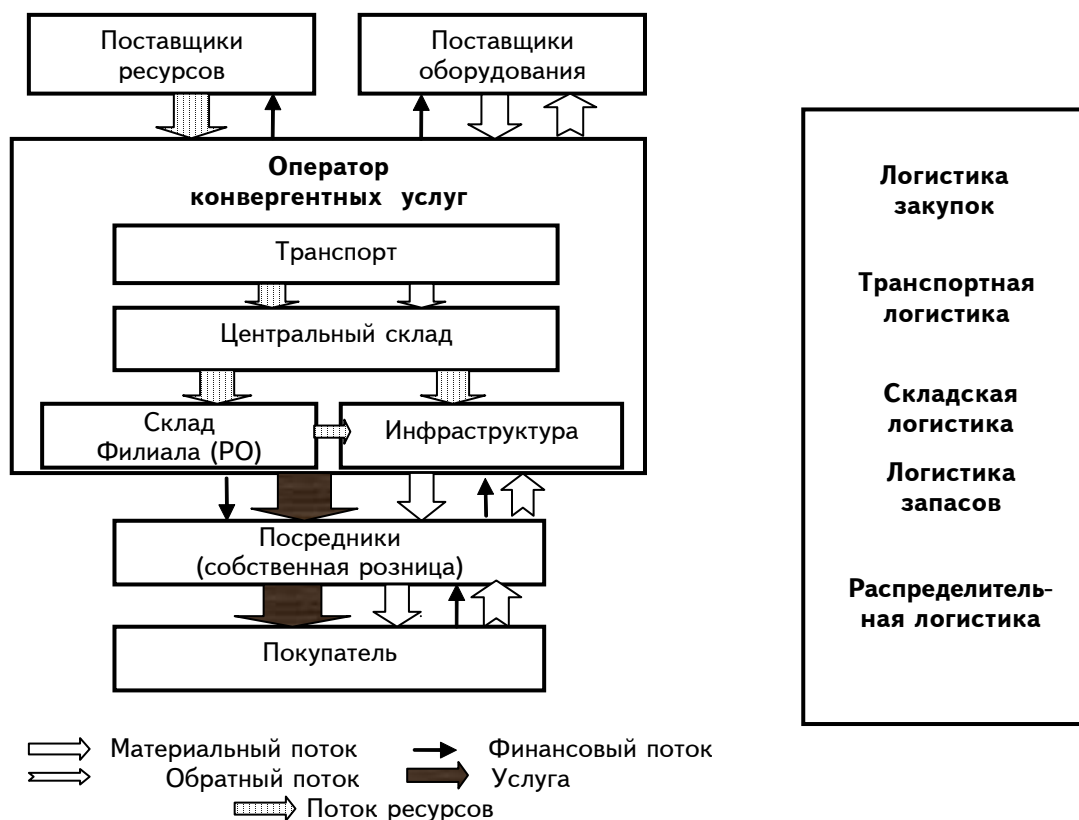 Поставщики
ресурсов
Поставщики
оборудования
Оператор
конвергентных услуг
Транспорт
Центральный склад
Склад
Филиала (РО)
Инфраструктура
Посредники
(собственная розница)
Покупатель
Логистика
закупок
Транспортная
логистика
Складская
логистика
Логистика
запасов
Распределитель-
ная логистика
Материальный поток
Финансовый поток
Обратный поток
Услуга
Поток ресурсов